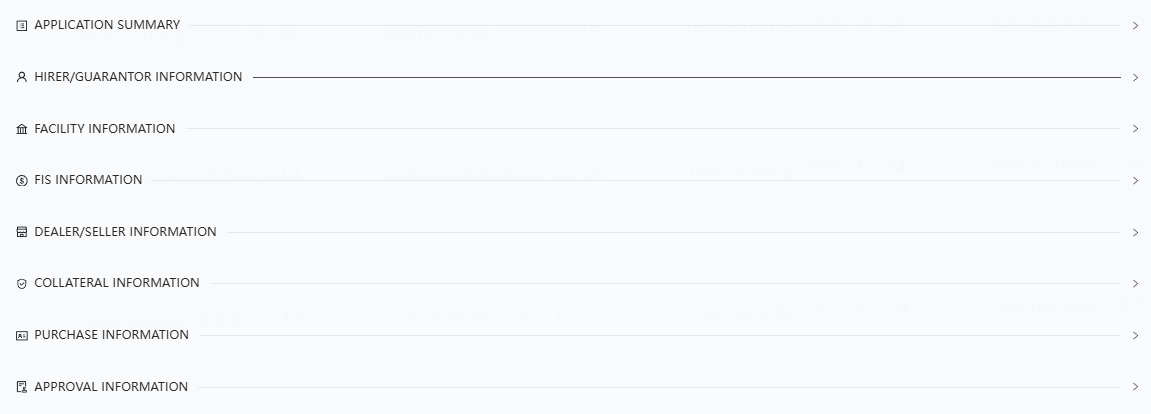 APPLICATION SUMMARY
HIRER/GUARANTOR INFORMATION
FACILITY INFORMATION
FIS INFORMATION
DEALER/SELLER INFORMATION
COLLATERAL INFORMATION
PURCHASE INFORMATION
APPROVAL INFORMATION